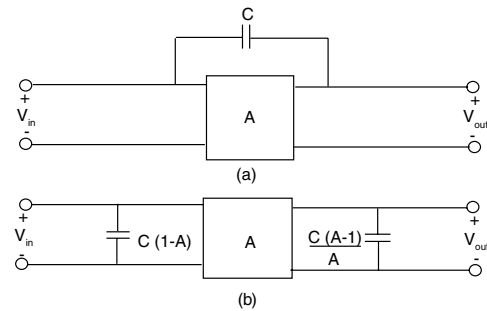 C
+
V_in
-
A
+
V_out
-
(a)
+
V_in
-
C (1-A)
A
C (A-1)
A
+
V_out
-
(b)